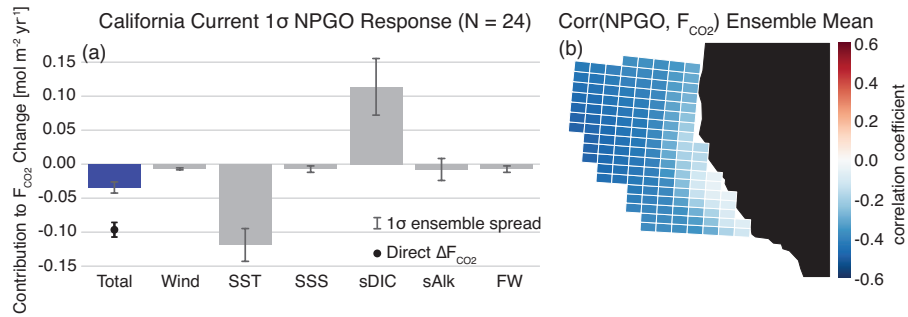 California Current 1σ NPGO Response (N = 24)
Contribution to F_CO2 Change [mol m⁻² yr⁻¹]
(a)
0.15
0.10
0.05
0.00
-0.05
-0.10
-0.15
1σ ensemble spread
Direct ΔF_CO2
Total Wind SST SSS sDIC sAlk FW
Corr(NPGO, F_CO2) Ensemble Mean
(b)
0.6
0.4
0.2
0.0
-0.2
-0.4
-0.6
correlation coefficient